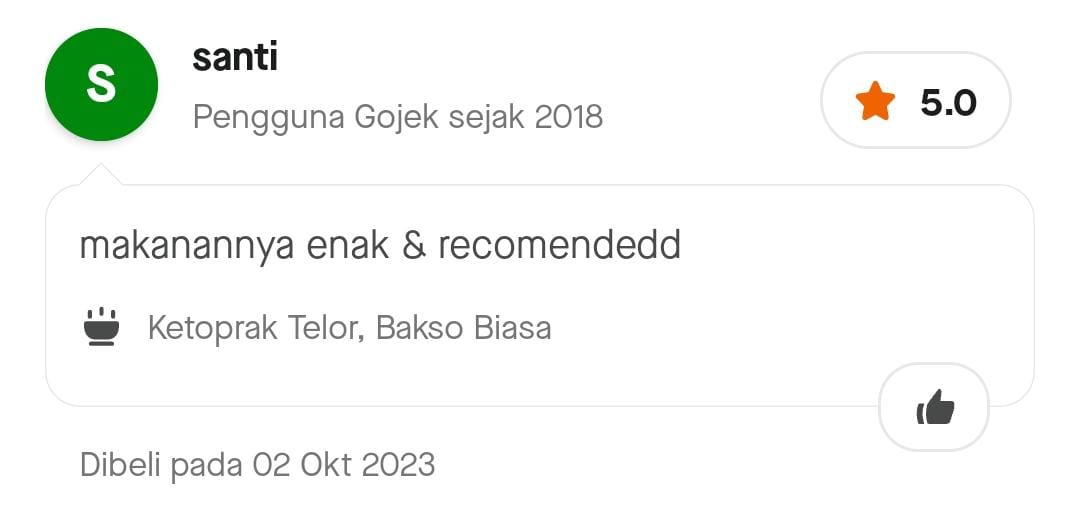 S
santi
Pengguna Gojek sejak 2018
5.0
makanannya enak & recomendedd
Ketoprak Telor, Bakso Biasa
Dibeli pada 02 Okt 2023